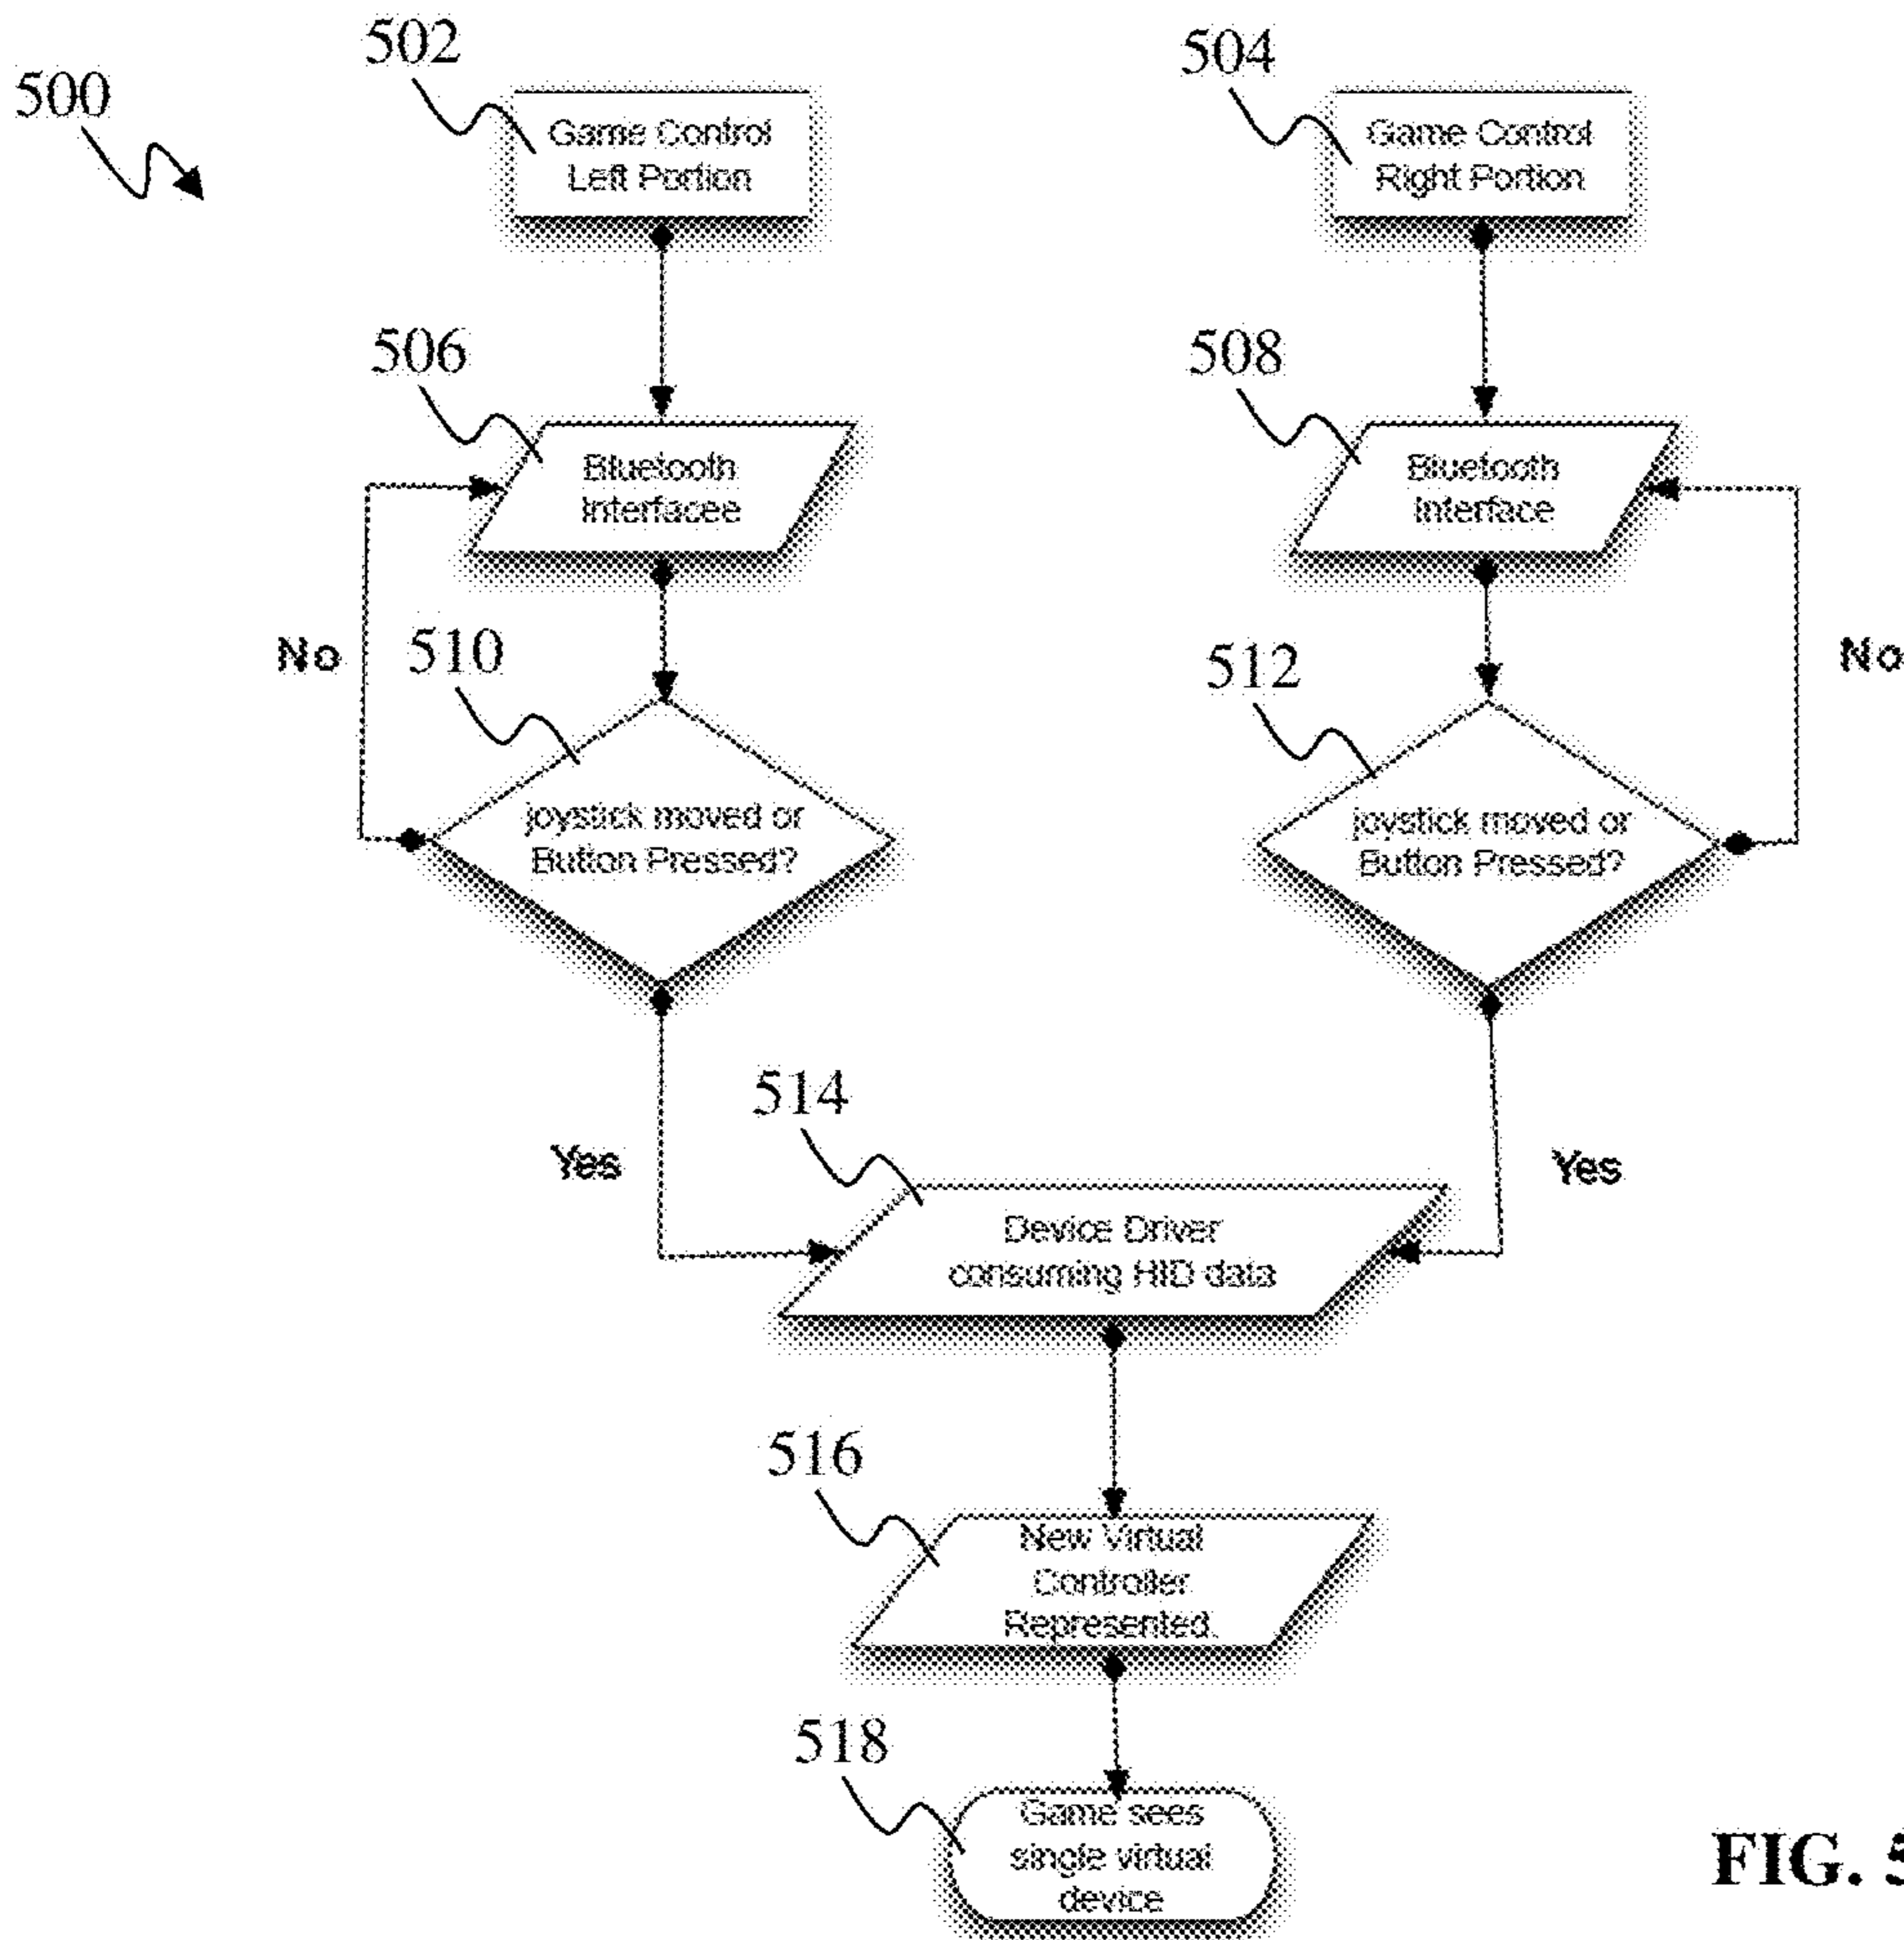 500
502
504
Game Control
Left Portion
Game Control
Right Portion
506
508
Bluetooth
Interfacee
Bluetooth
Interface
No
510
512
No
joystick moved or
Button Pressed?
joystick moved or
Button Pressed?
514
Yes
Yes
Device Driver
consuming HID data
516
New Virtual
Controller
Represented.
518
Game sees
single virtual
device
FIG. 5